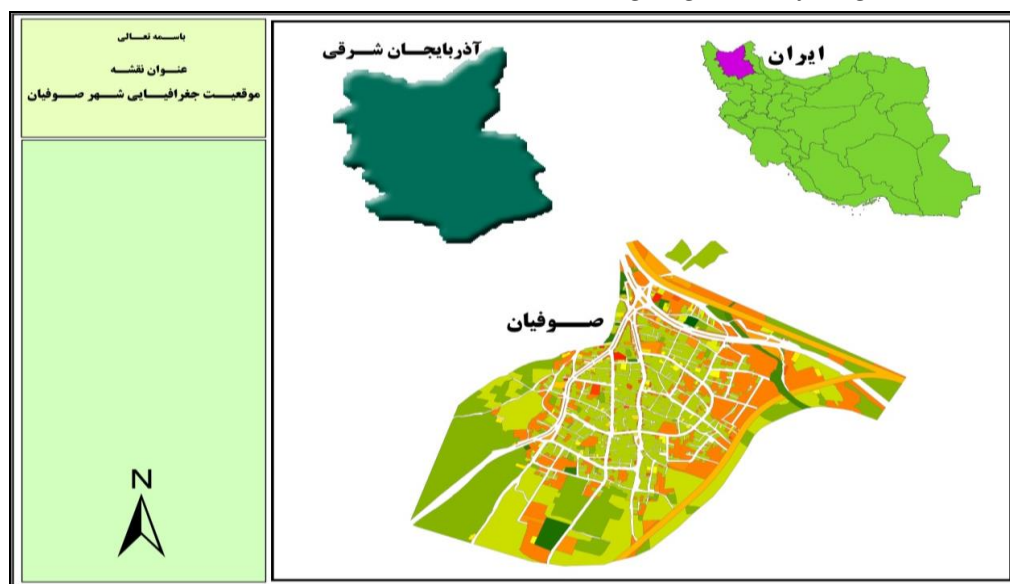 باسمه تعالی
عنوان نقشه
موقعیت جغرافیایی شهر صوفیان
ایران
آذربایجان شرقی
صوفیان
N